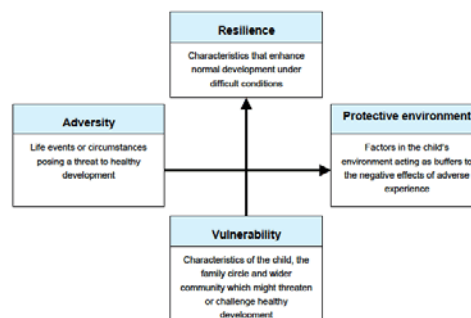 Resilience
Characteristics that enhance
normal development under
difficult conditions
Adversity
Life events or circumstances
posing a threat to healthy
development
Protective environment
Factors in the child's
environment acting as buffers to
the negative effects of adverse
experience
Vulnerability
Characteristics of the child, the
family circle and wider
community which might threaten
or challenge healthy
development